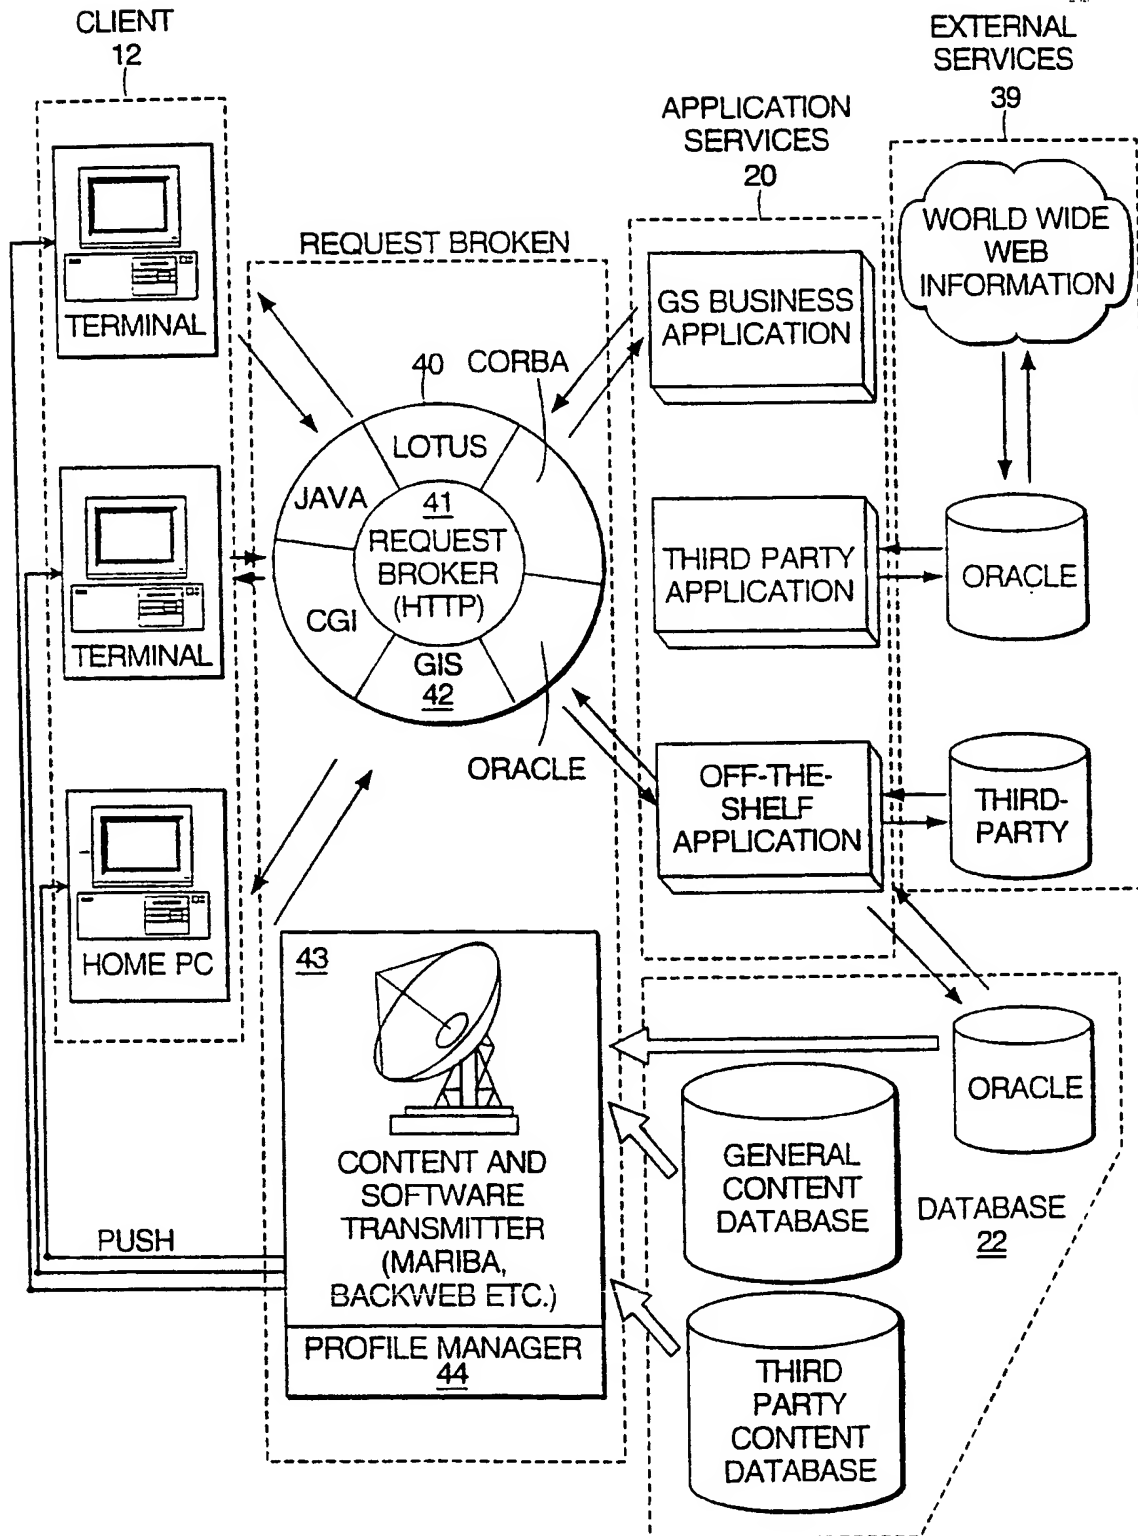 CLIENT
12
EXTERNAL
SERVICES
39
APPLICATION
SERVICES
20
TERMINAL
TERMINAL
HOME PC
REQUEST BROKEN
40
CORBA
LOTUS
JAVA
CGI
GIS
42
ORACLE
41
REQUEST
BROKER
(HTTP)
GS BUSINESS
APPLICATION
THIRD PARTY
APPLICATION
OFF-THE-
SHELF
APPLICATION
WORLD WIDE
WEB
INFORMATION
ORACLE
THIRD-
PARTY
43
CONTENT AND
SOFTWARE
TRANSMITTER
(MARIBA,
BACKWEB ETC.)
PROFILE MANAGER
44
PUSH
ORACLE
GENERAL
CONTENT
DATABASE
DATABASE
22
THIRD
PARTY
CONTENT
DATABASE